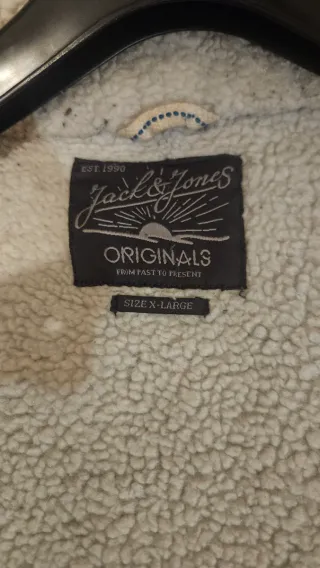 EST. 1990
Jack & Jones
ORIGINALS
FROM PAST TO PRESENT
SIZE X-LARGE